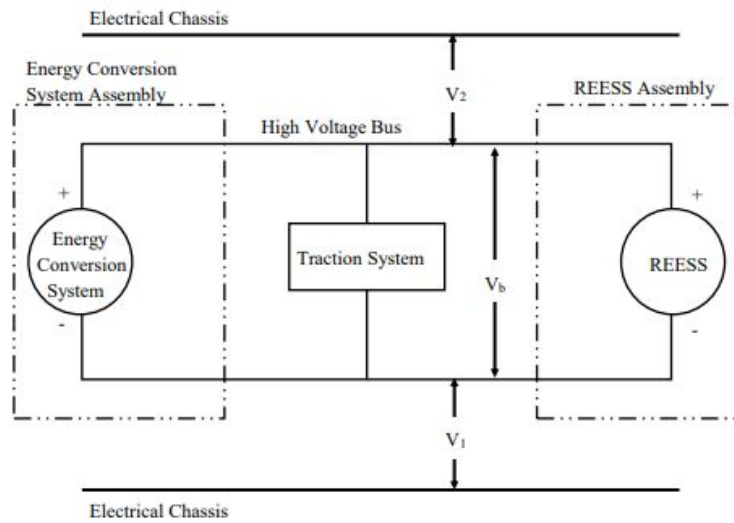 Electrical Chassis
Energy Conversion
System Assembly
V₂
REESS Assembly
High Voltage Bus
+
+
Energy
Conversion
System
Traction System
V_b
REESS
-
-
V₁
Electrical Chassis